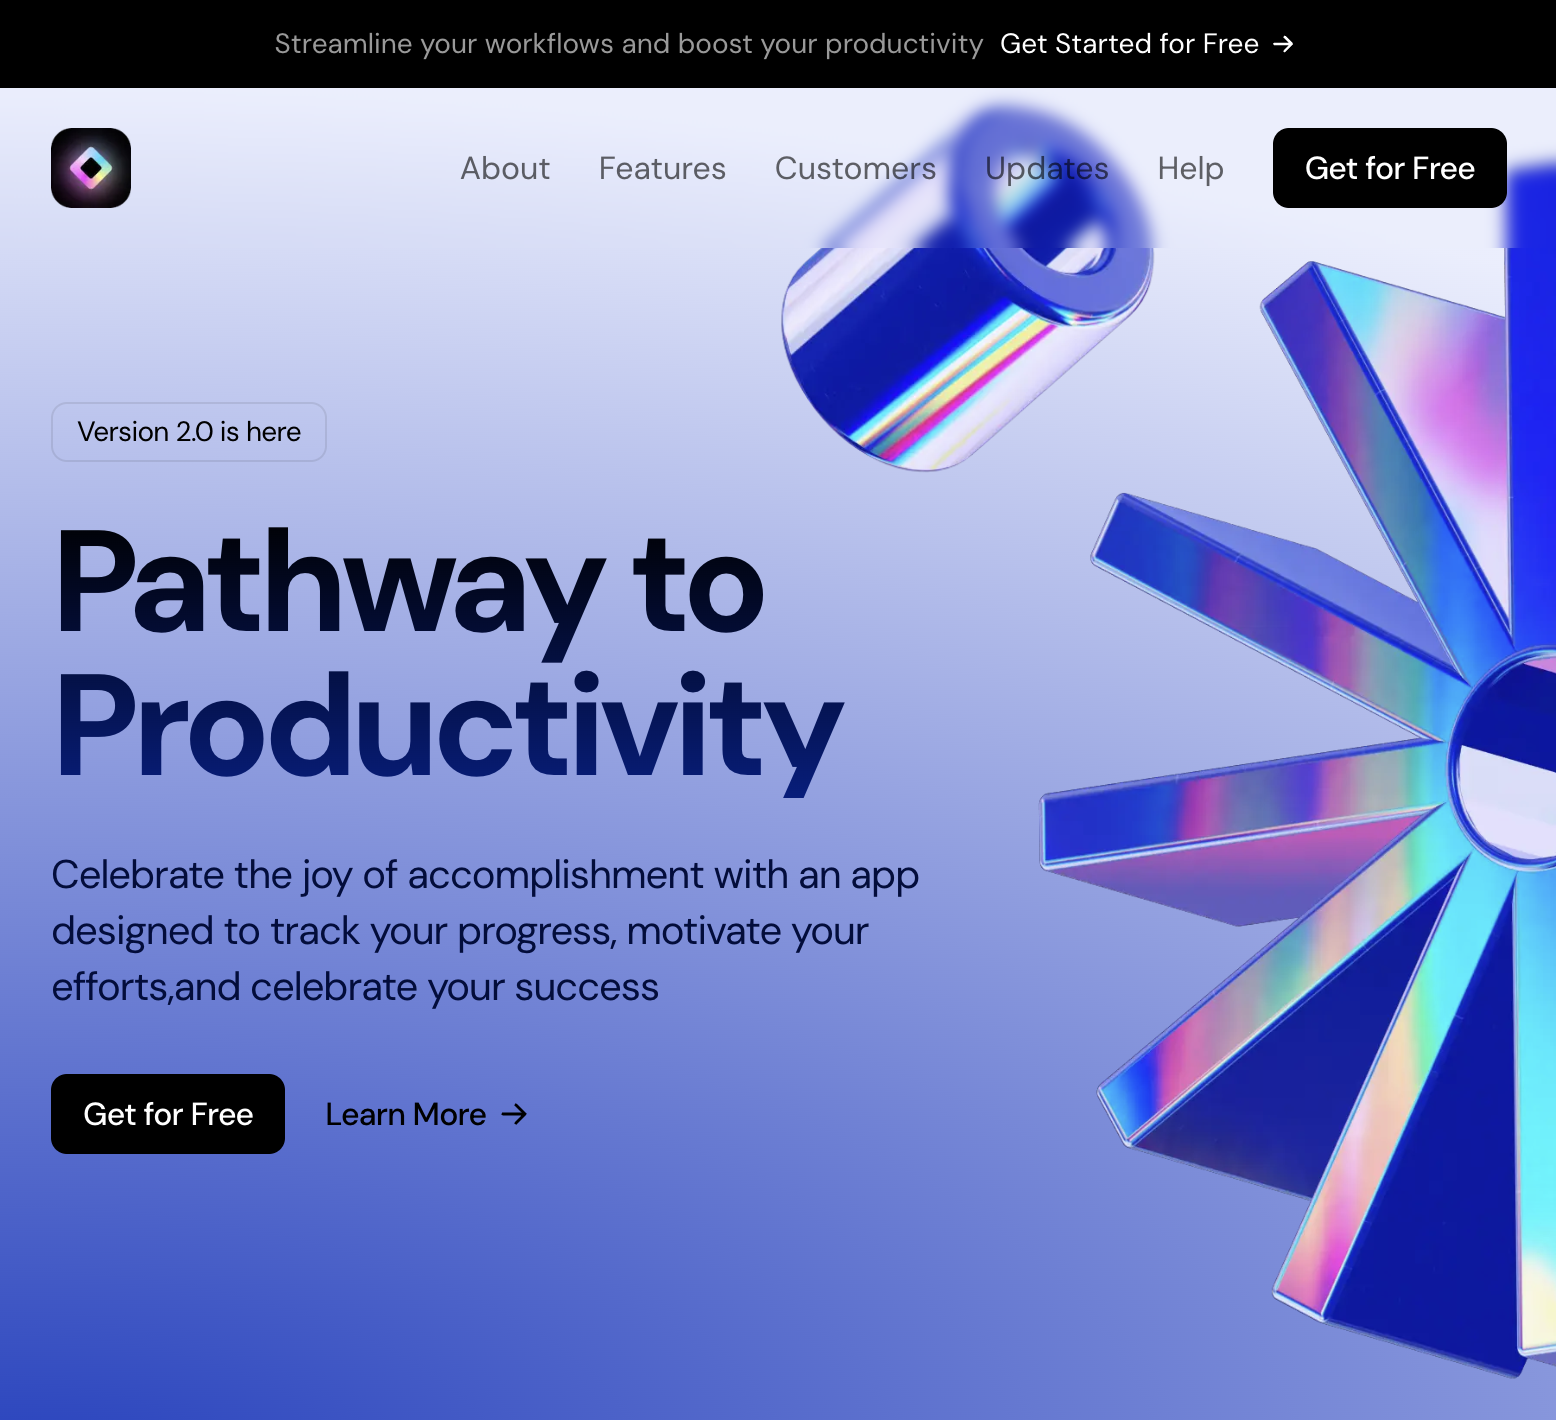 Streamline your workflows and boost your productivity Get Started for Free →
About Features Customers Updates Help Get for Free
Version 2.0 is here
Pathway to
Productivity
Celebrate the joy of accomplishment with an app
designed to track your progress, motivate your
efforts,and celebrate your success
Get for Free Learn More →